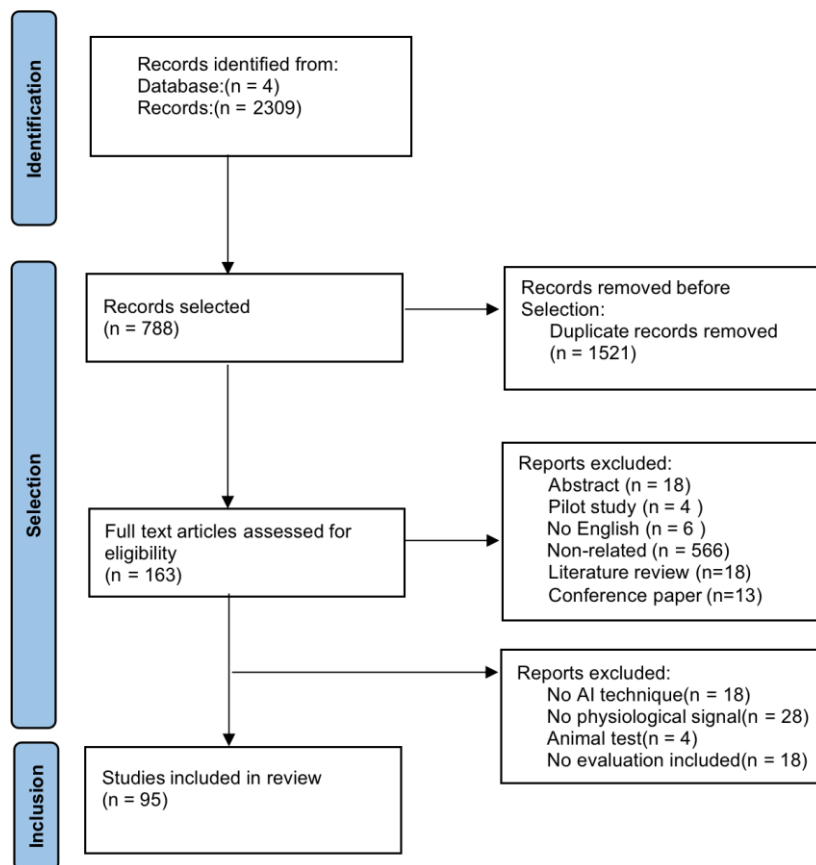 Identification
Records identified from:
Database:(n = 4)
Records:(n = 2309)
Selection
Records selected
(n = 788)
Records removed before
Selection:
Duplicate records removed
(n = 1521)
Full text articles assessed for
eligibility
(n = 163)
Reports excluded:
Abstract (n = 18)
Pilot study (n = 4 )
No English (n = 6 )
Non-related (n = 566)
Literature review (n=18)
Conference paper (n=13)
Reports excluded:
No AI technique(n = 18)
No physiological signal(n = 28)
Animal test(n = 4)
No evaluation included(n = 18)
Inclusion
Studies included in review
(n = 95)